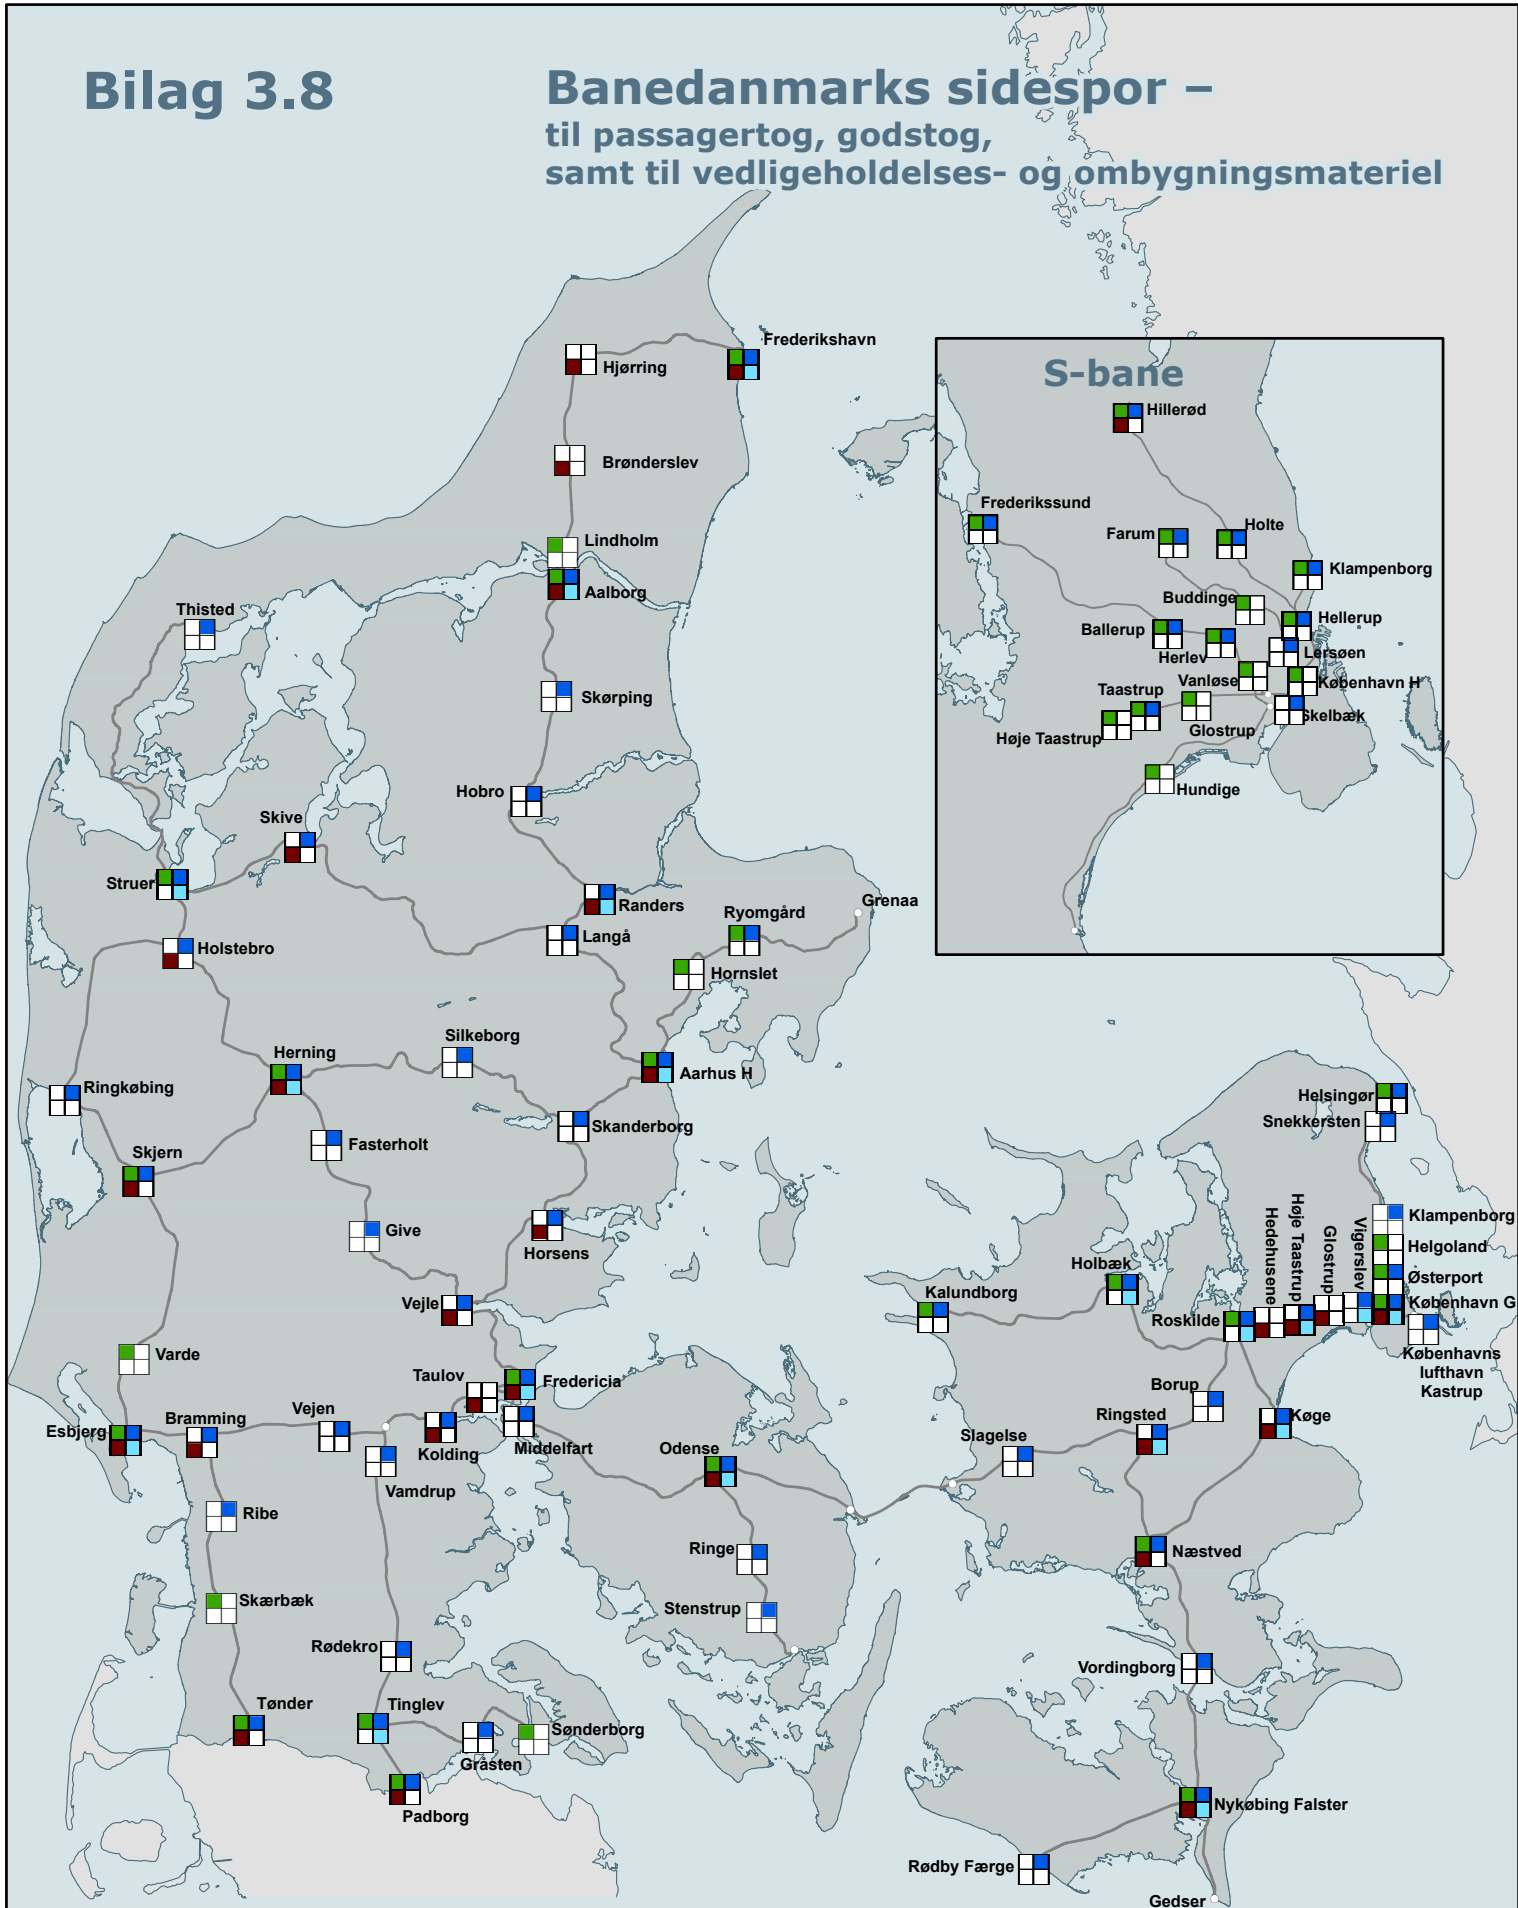 Bilag 3.8
Banedanmarks sidespor –
til passagertog, godstog,
samt til vedligeholdelses- og ombygningsmateriel
Frederikshavn
Hjørring
Brønderslev
Lindholm
Aalborg
Thisted
Skørping
Hobro
Skive
Struer
Randers
Grenaa
Ryomgård
Langå
Holstebro
Hornslet
Silkeborg
Herning
Aarhus H
Ringkøbing
Skanderborg
Fasterholt
Skjern
Give
Horsens
Vejle
Varde
Taulov
Fredericia
Esbjerg
Bramming
Vejen
Kolding
Middelfart
Vamdrup
Odense
Ribe
Ringe
Skærbæk
Stenstrup
Rødekro
Tønder
Tinglev
Sønderborg
Gråsten
Padborg
S-bane
Hillerød
Frederikssund
Farum
Holte
Klampenborg
Buddinge
Hellerup
Ballerup
Herlev
Lersøen
Vanløse
København H
Taastrup
Skelbæk
Glostrup
Høje Taastrup
Hundige
Helsingør
Snekkersten
Klampenborg
Helgoland
Østerport
København G
Københavns
lufthavn
Kastrup
Vigerslev
Glostrup
Høje Taastrup
Hedehusene
Roskilde
Holbæk
Kalundborg
Borup
Køge
Ringsted
Slagelse
Næstved
Vordingborg
Nykøbing Falster
Rødby Færge
Gedser